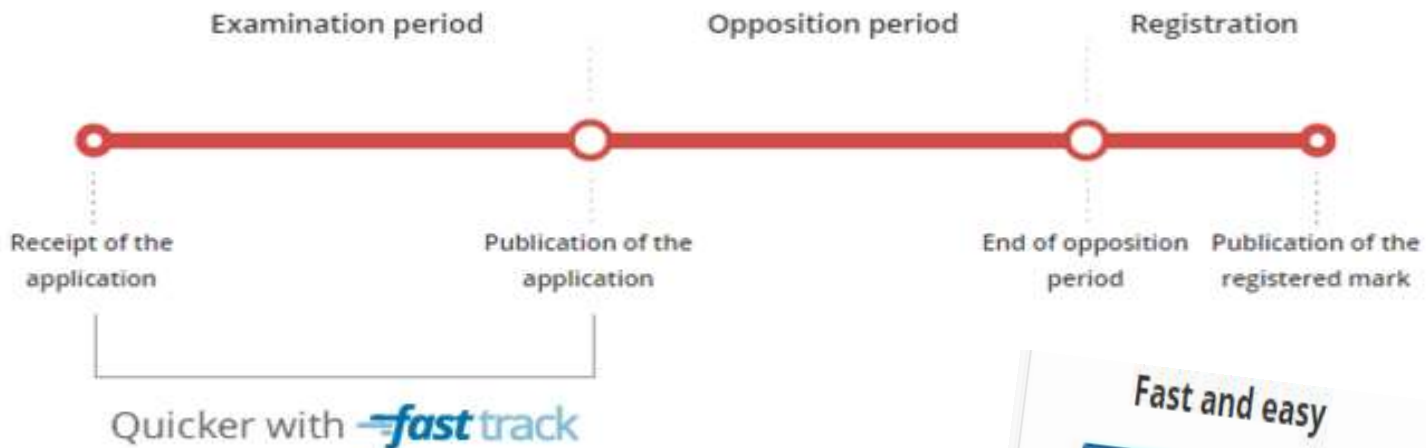 Examination period
Opposition period
Registration
Receipt of the
application
Publication of the
application
End of opposition
period
Publication of the
registered mark
Quicker with fast track
Fast and easy